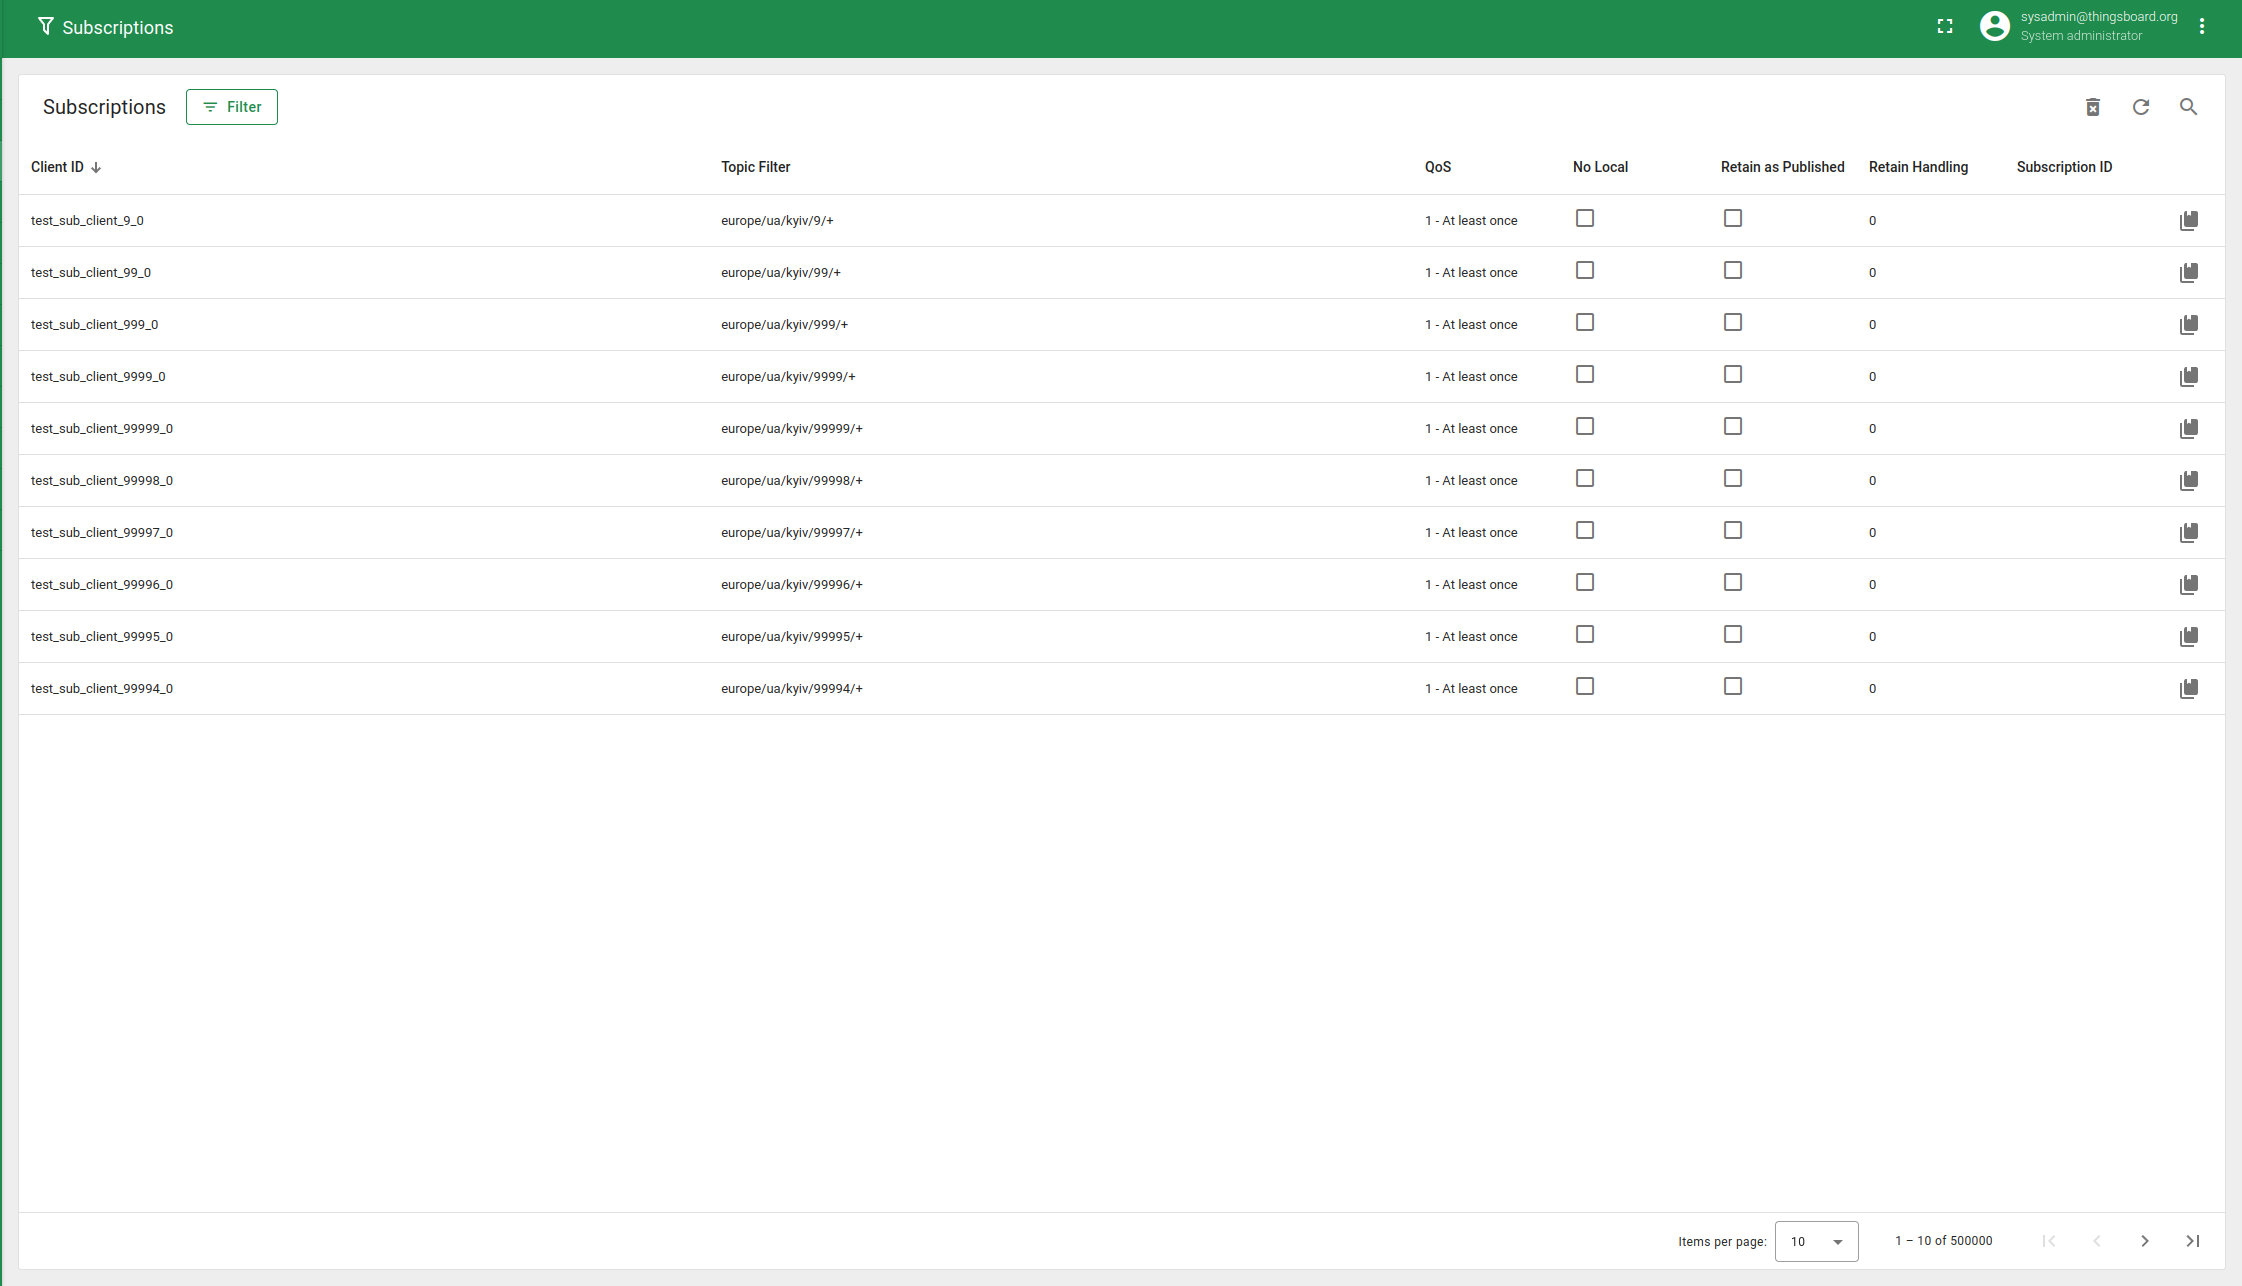 Subscriptions
sysadmin@thingsboard.org
System administrator
Subscriptions Filter
Client ID Topic Filter QoS No Local Retain as Published Retain Handling Subscription ID
test_sub_client_9_0 europe/ua/kyiv/9/+ 1 - At least once 0
test_sub_client_99_0 europe/ua/kyiv/99/+ 1 - At least once 0
test_sub_client_999_0 europe/ua/kyiv/999/+ 1 - At least once 0
test_sub_client_9999_0 europe/ua/kyiv/9999/+ 1 - At least once 0
test_sub_client_99999_0 europe/ua/kyiv/99999/+ 1 - At least once 0
test_sub_client_99998_0 europe/ua/kyiv/99998/+ 1 - At least once 0
test_sub_client_99997_0 europe/ua/kyiv/99997/+ 1 - At least once 0
test_sub_client_99996_0 europe/ua/kyiv/99996/+ 1 - At least once 0
test_sub_client_99995_0 europe/ua/kyiv/99995/+ 1 - At least once 0
test_sub_client_99994_0 europe/ua/kyiv/99994/+ 1 - At least once 0
Items per page: 10 1 – 10 of 500000